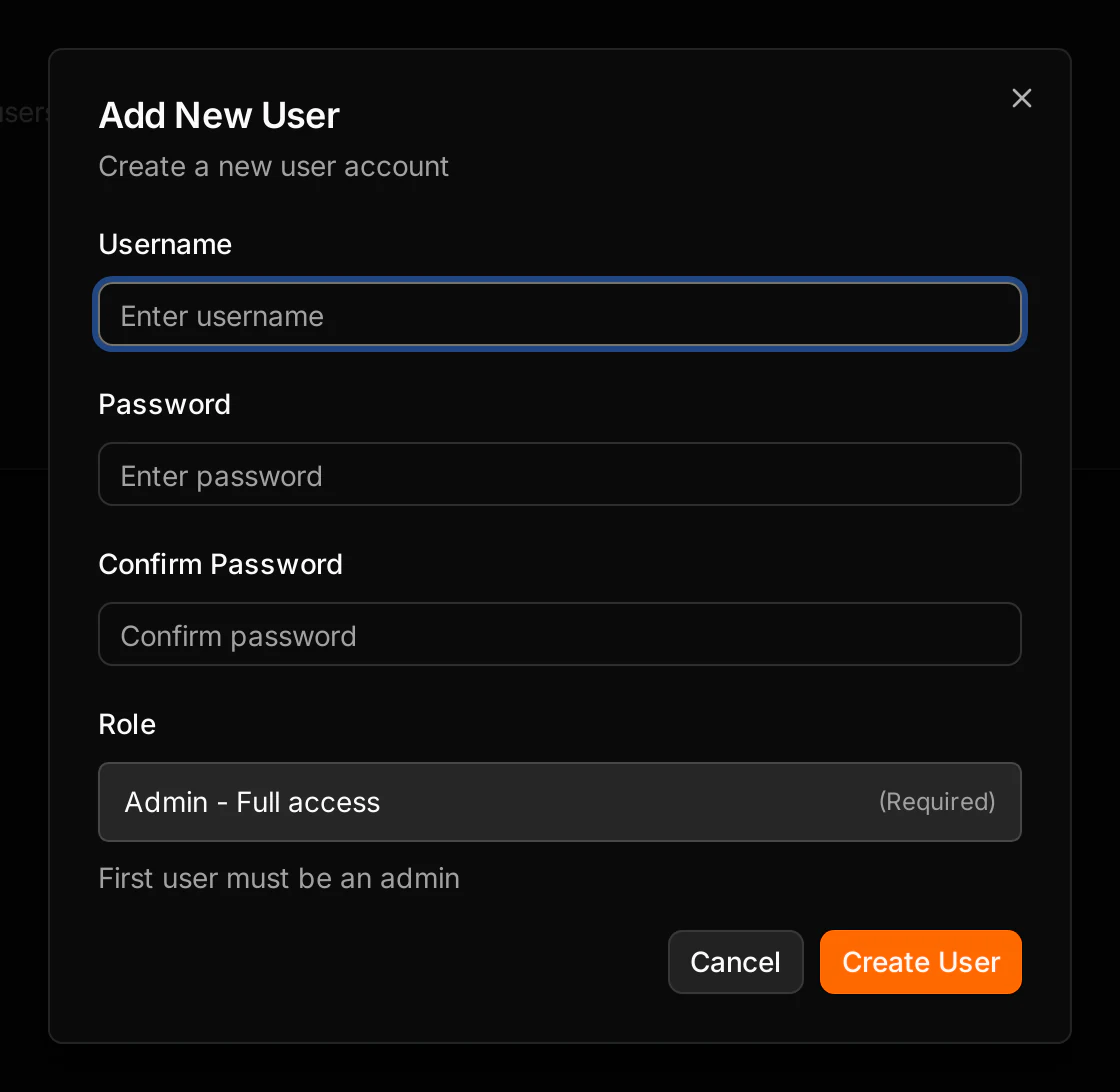 Add New User
Create a new user account
Username
Enter username
Password
Enter password
Confirm Password
Confirm password
Role
Admin - Full access (Required)
First user must be an admin
Cancel Create User